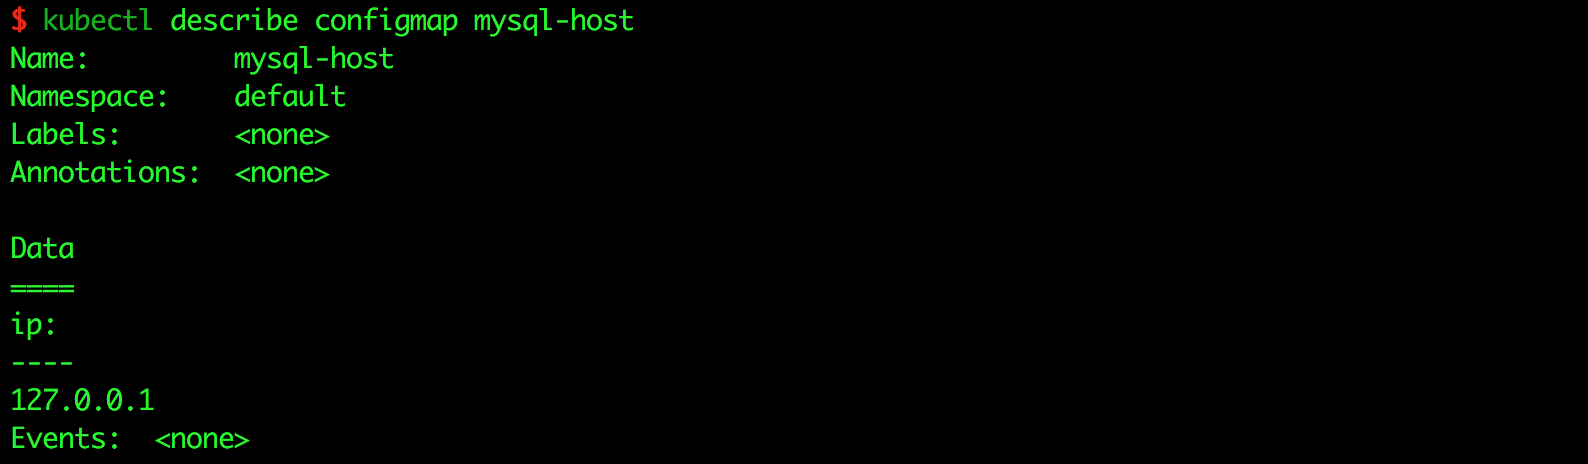 $ kubectl describe configmap mysql-host
Name:         mysql-host
Namespace:    default
Labels:       <none>
Annotations:  <none>

Data
====
ip:
----
127.0.0.1
Events:  <none>